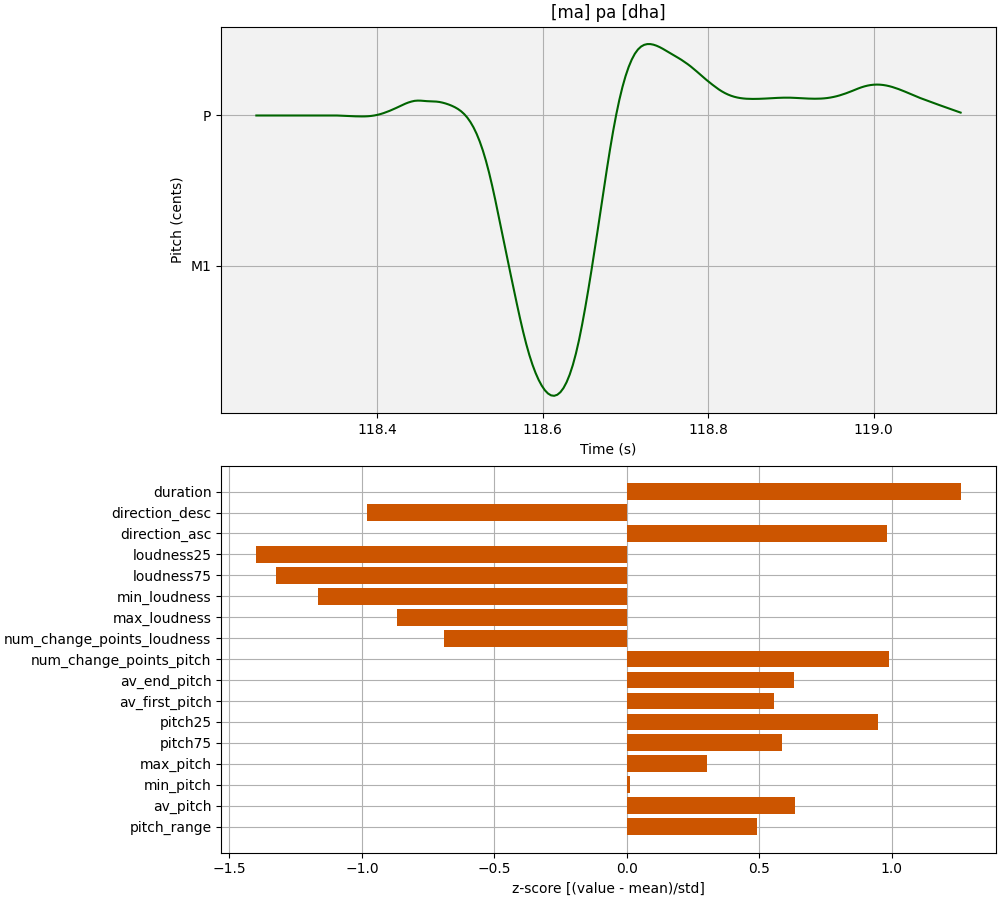 [ma] pa [dha]
P
M1
Pitch (cents)
118.4 118.6 118.8 119.0
Time (s)
duration
direction_desc
direction_asc
loudness25
loudness75
min_loudness
max_loudness
num_change_points_loudness
num_change_points_pitch
av_end_pitch
av_first_pitch
pitch25
pitch75
max_pitch
min_pitch
av_pitch
pitch_range
−1.5 −1.0 −0.5 0.0 0.5 1.0
z-score [(value - mean)/std]